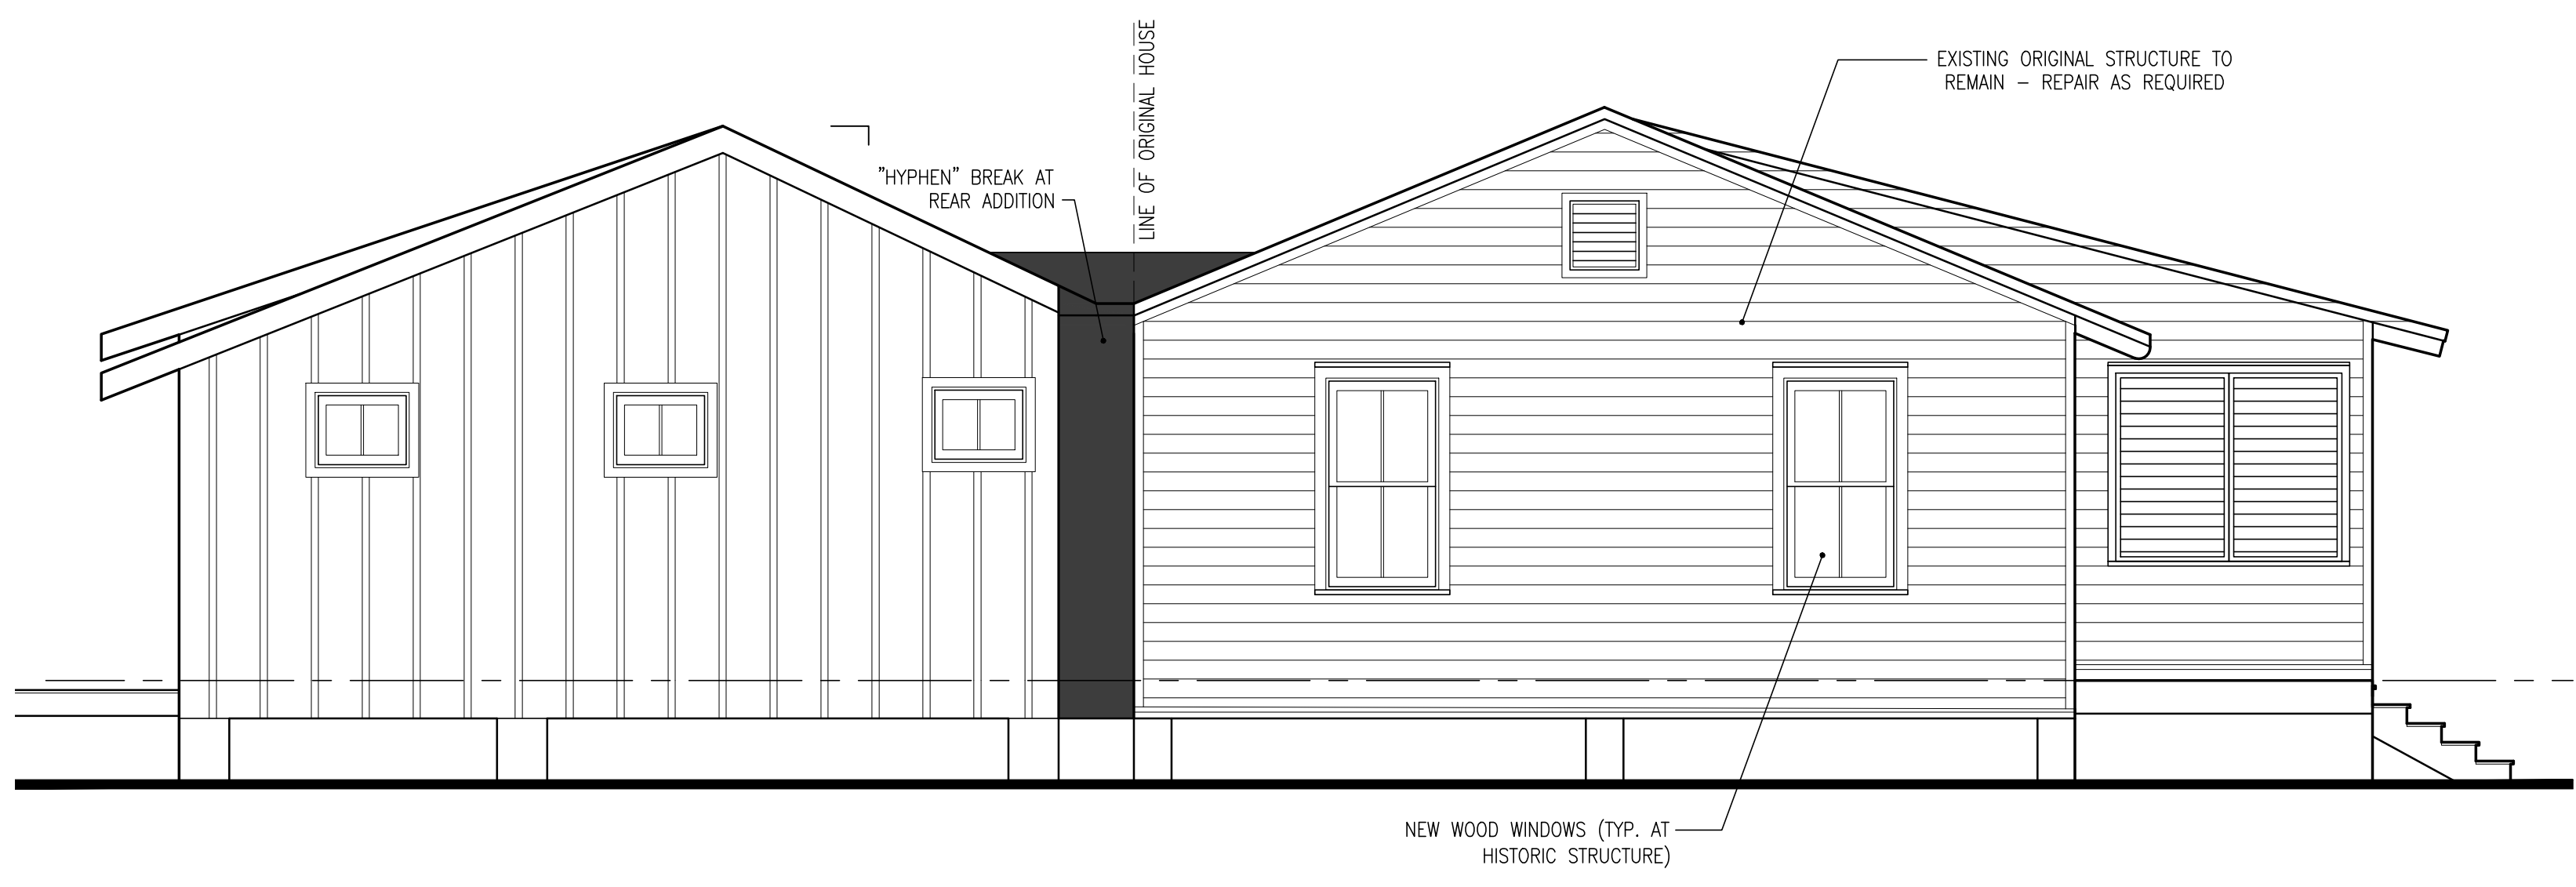 LINE OF ORIGINAL HOUSE
EXISTING ORIGINAL STRUCTURE TO
REMAIN – REPAIR AS REQUIRED
"HYPHEN" BREAK AT
REAR ADDITION
NEW WOOD WINDOWS (TYP. AT
HISTORIC STRUCTURE)